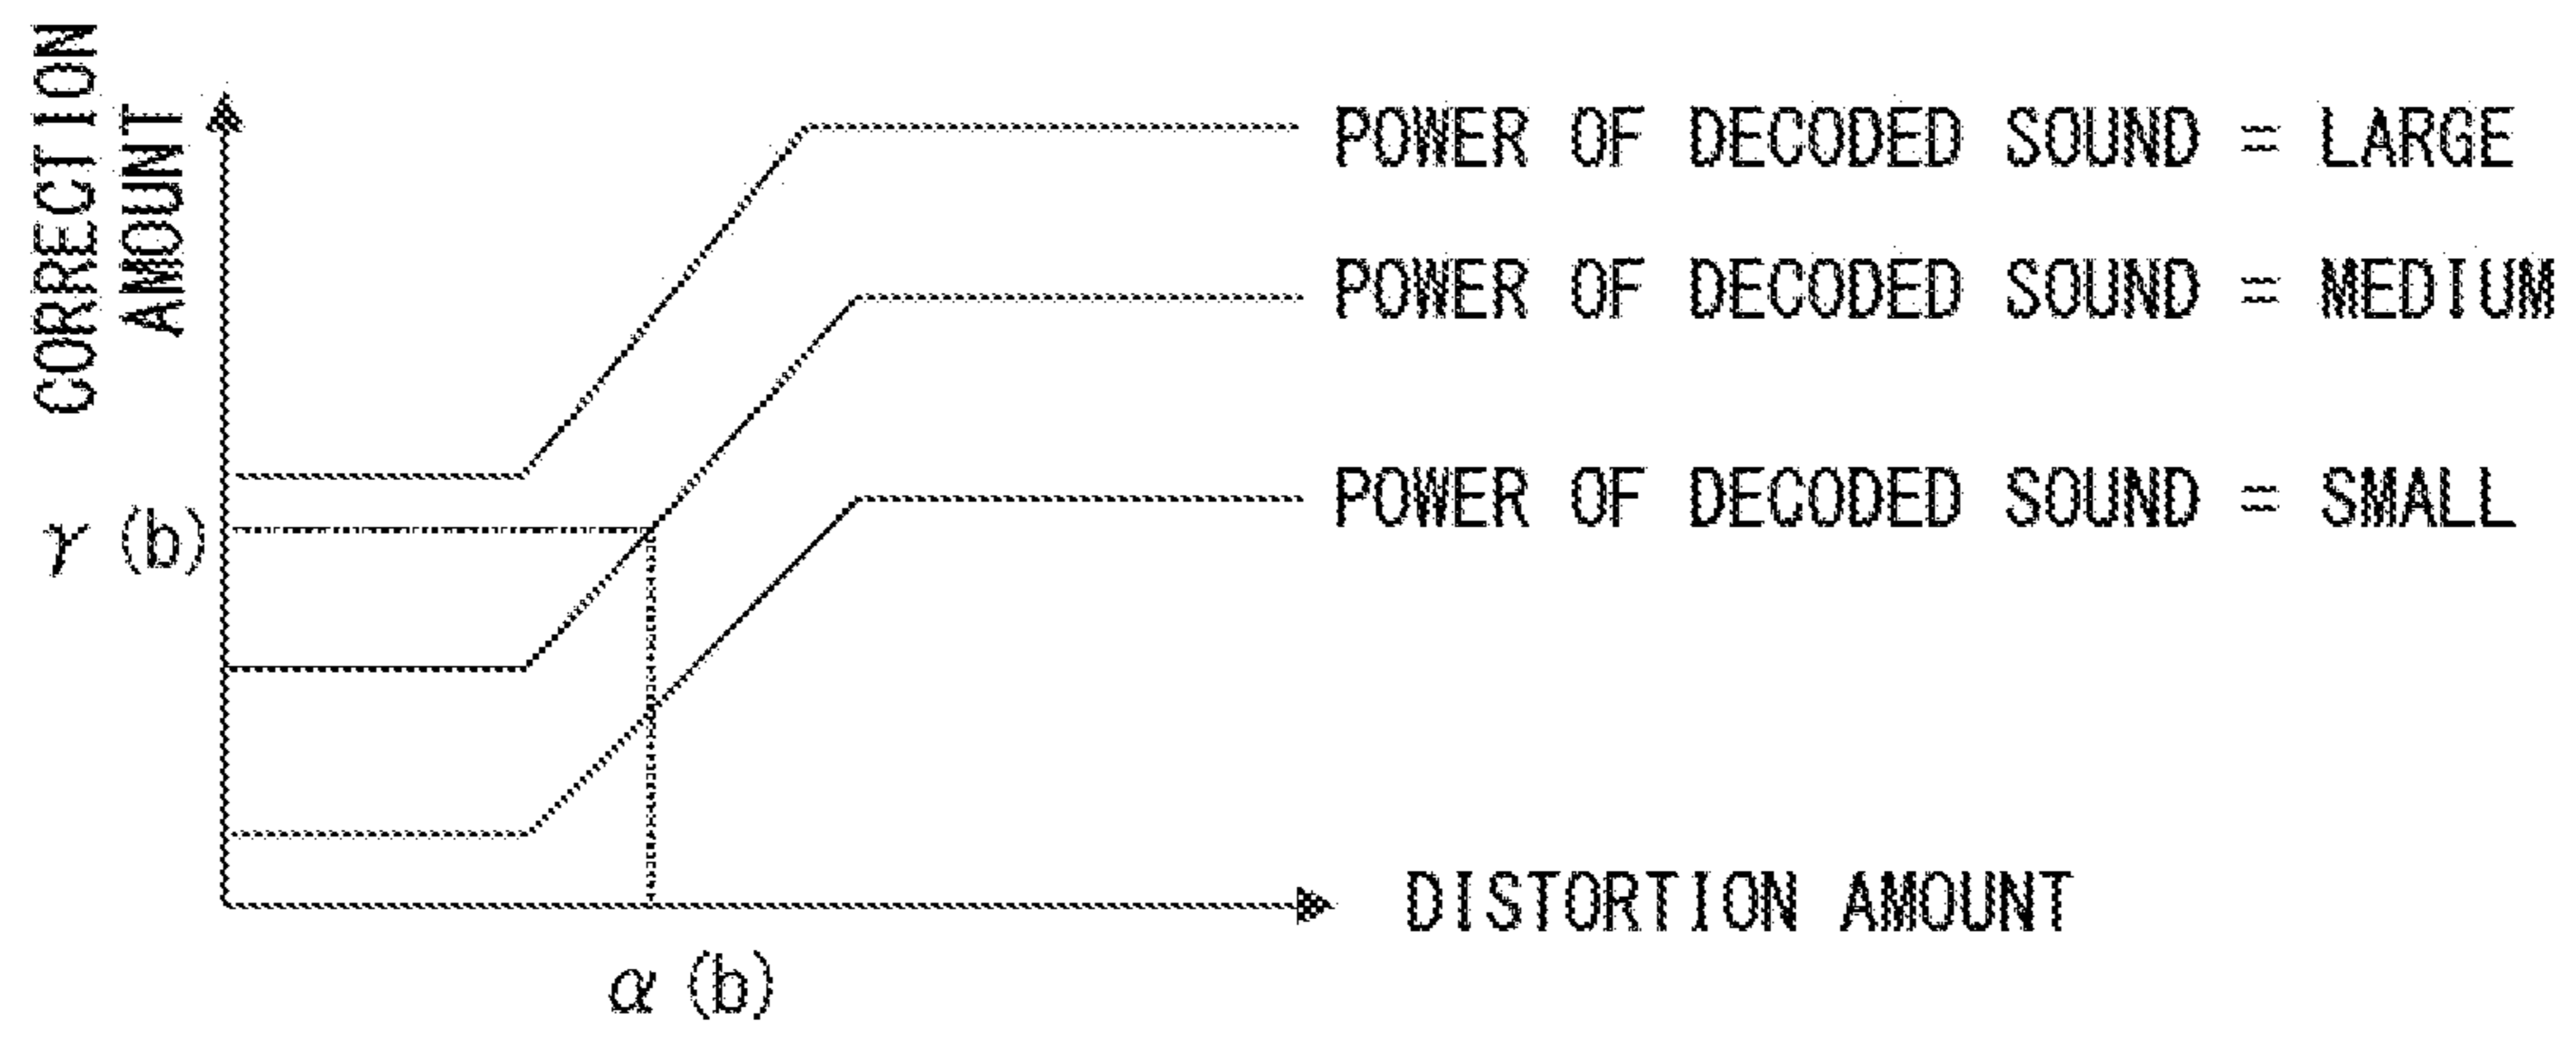 CORRECTION
AMOUNT
POWER OF DECODED SOUND = LARGE
POWER OF DECODED SOUND = MEDIUM
POWER OF DECODED SOUND = SMALL
γ (b)
DISTORTION AMOUNT
α (b)